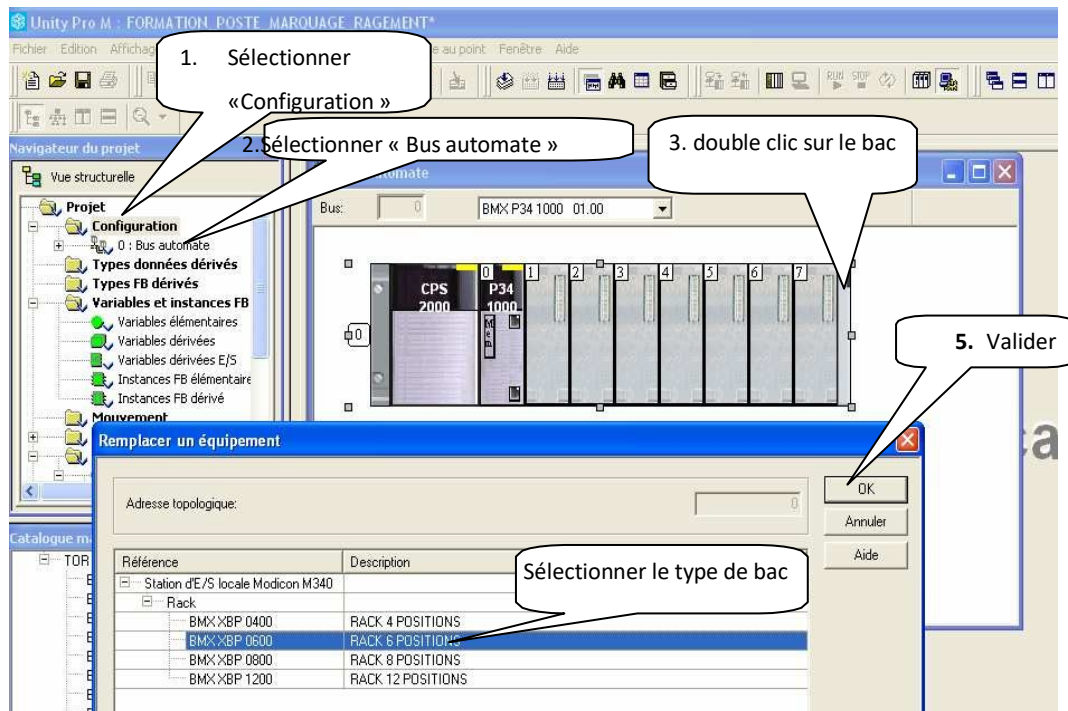 Unity Pro M : FORMATION_POSTE_MARQUAGE_RAGEMENT*
Fichier Edition Affichag
e au point Fenêtre Aide
1. Sélectionner
«Configuration »
RUN STOP
2.Sélectionner « Bus automate »
3. double clic sur le bac
Navigateur du projet
Vue structurelle
Projet
Configuration
0 : Bus automate
Types données dérivés
Types FB dérivés
Variables et instances FB
Variables élémentaires
Variables dérivées
Variables dérivées E/S
Instances FB élémentaire
Instances FB dérivé
Mouvement
tomate
Bus: 0 BMX P34 1000 01.00
0 1 2 3 4 5 6 7
CPS P34
2000 1000
0
5. Valider
ca
Remplacer un équipement
Adresse topologique: 0
OK
Annuler
Aide
Catalogue m
TOR
Référence Description
Station d'E/S locale Modicon M340
Rack
BMX XBP 0400 RACK 4 POSITIONS
BMX XBP 0600 RACK 6 POSITIONS
BMX XBP 0800 RACK 8 POSITIONS
BMX XBP 1200 RACK 12 POSITIONS
Sélectionner le type de bac